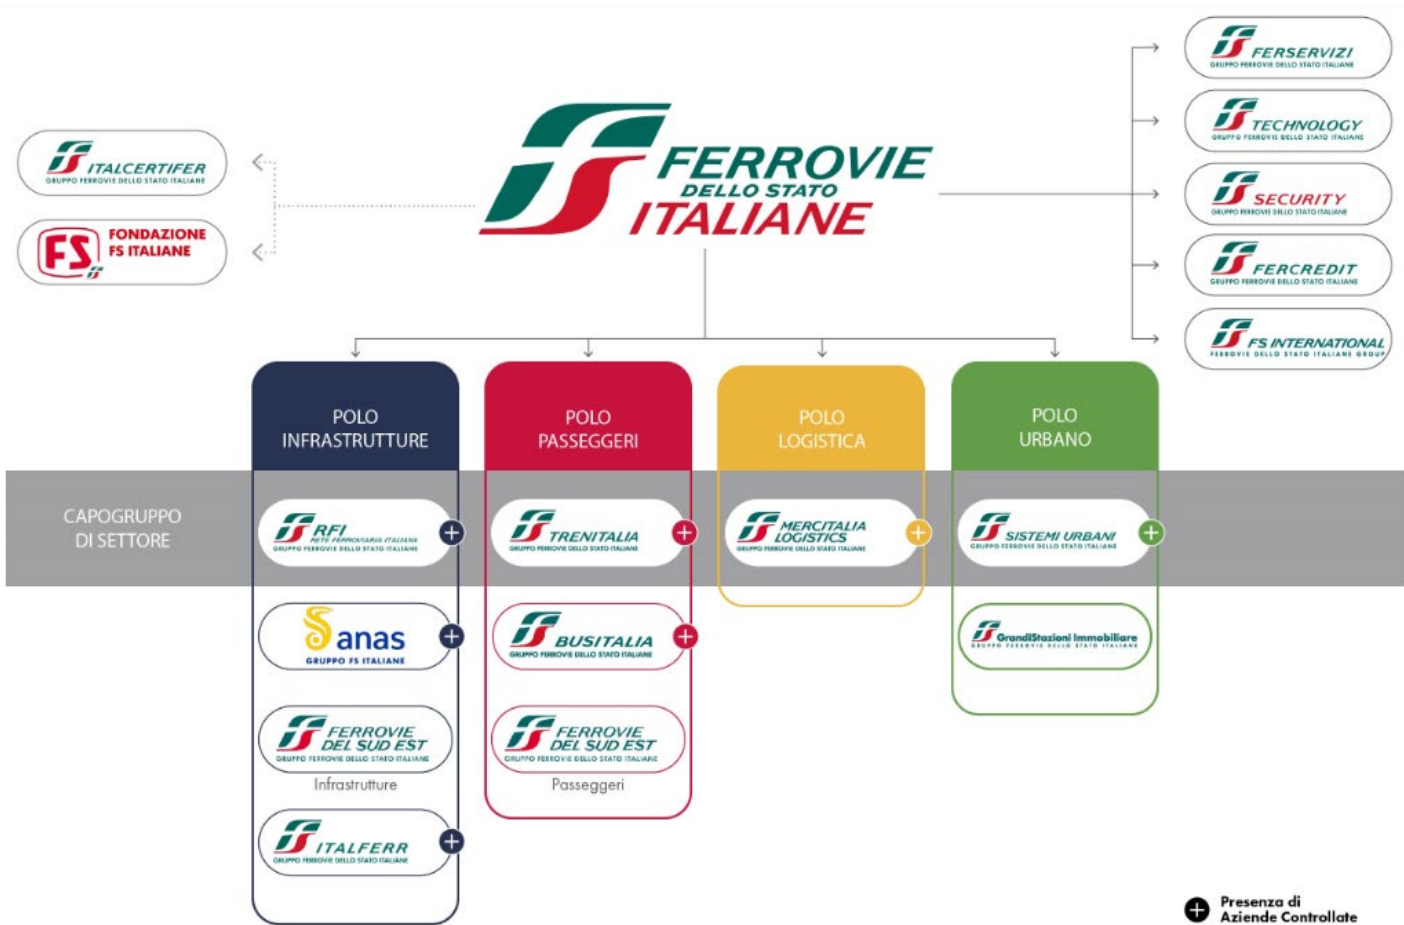 FERROVIE
DELLO STATO
ITALIANE
ITALCERTIFER
GRUPPO FERROVIE DELLO STATO ITALIANE
FS
FONDAZIONE
FS ITALIANE
FERSERVIZI
GRUPPO FERROVIE DELLO STATO ITALIANE
TECHNOLOGY
GRUPPO FERROVIE DELLO STATO ITALIANE
SECURITY
GRUPPO FERROVIE DELLO STATO ITALIANE
FERCREDIT
GRUPPO FERROVIE DELLO STATO ITALIANE
FS INTERNATIONAL
FERROVIE DELLO STATO ITALIANE GROUP
POLO
INFRASTRUTTURE
POLO
PASSEGGERI
POLO
LOGISTICA
POLO
URBANO
CAPOGRUPPO
DI SETTORE
RFI
RETE FERROVIARIA ITALIANA
GRUPPO FERROVIE DELLO STATO ITALIANE
TRENITALIA
GRUPPO FERROVIE DELLO STATO ITALIANE
MERCITALIA
LOGISTICS
GRUPPO FERROVIE DELLO STATO ITALIANE
SISTEMI URBANI
GRUPPO FERROVIE DELLO STATO ITALIANE
anas
GRUPPO FS ITALIANE
BUSITALIA
GRUPPO FERROVIE DELLO STATO ITALIANE
GrandiStazioni Immobiliare
GRUPPO FERROVIE DELLO STATO ITALIANE
FERROVIE
DEL SUD EST
GRUPPO FERROVIE DELLO STATO ITALIANE
Infrastrutture
FERROVIE
DEL SUD EST
GRUPPO FERROVIE DELLO STATO ITALIANE
Passeggeri
ITALFERR
GRUPPO FERROVIE DELLO STATO ITALIANE
Presenza di
Aziende Controllate